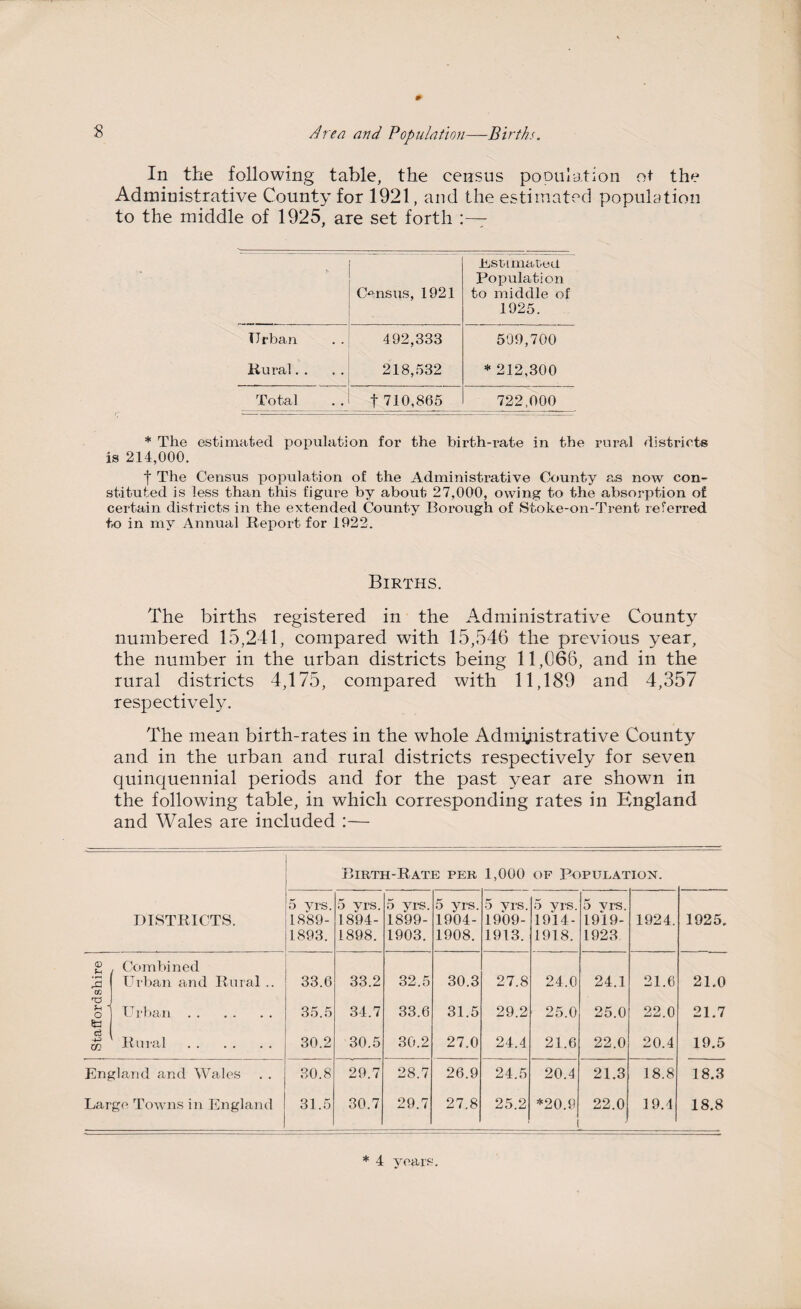 8 Area and Population—Births.
In the following table, the census population of the
Administrative County for 1921, and the estimated population
to the middle of 1925, are set forth :—
Census, 1921 | Estimated Population to middle of 1925.
Urban .. 492,333 509,700
Rural.. .. 218,532 * 212,300
Total .. † 710,865 722,000
* The estimated population for the birth-rate in the rural districts
is 214,000.
† The Census population of the Administrative County as now con-
stituted is less than this figure by about 27,000, owing to the absorption of
certain districts in the extended County Borough of Stoke-on-Trent referred
to in my Annual Report for 1922.
Births.
The births registered in the Administrative County
numbered 15,241, compared with 15,546 the previous year,
the number in the urban districts being 11,066, and in the
rural districts 4,175, compared with 11,189 and 4,357
respectively.
The mean birth-rates in the whole Administrative County
and in the urban and rural districts respectively for seven
quinquennial periods and for the past year are shown in
the following table, in which corresponding rates in England
and Wales are included :—
Birth-Rate per 1,000 of Population.
DISTRICTS. | 5 yrs. 1889-1893. | 5 yrs. 1894-1898. | 5 yrs. 1899-1903. | 5 yrs. 1904-1908. | 5 yrs. 1909-1913. | 5 yrs. 1914-1918. | 5 yrs. 1919-1923 | 1924. | 1925.
Staffordshire
Combined
Urban and Rural .. 33.6 33.2 32.5 30.3 27.8 24.0 24.1 21.6 21.0
Urban .. .. .. 35.5 34.7 33.6 31.5 29.2 25.0 25.0 22.0 21.7
Rural .. .. .. 30.2 30.5 30.2 27.0 24.4 21.6 22.0 20.4 19.5
England and Wales .. 30.8 29.7 28.7 26.9 24.5 20.4 21.3 18.8 18.3
Large Towns in England 31.5 30.7 29.7 27.8 25.2 *20.9 22.0 19.4 18.8
* 4 years.